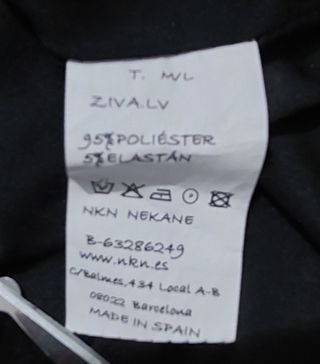 T. M/L
ZIVA.LV
95%POLIÉSTER
5%ELASTÁN
NKN NEKANE
B-63286249
www.nkn.es
C/Balmes,434 Local A-B
08022 Barcelona
MADE IN SPAIN